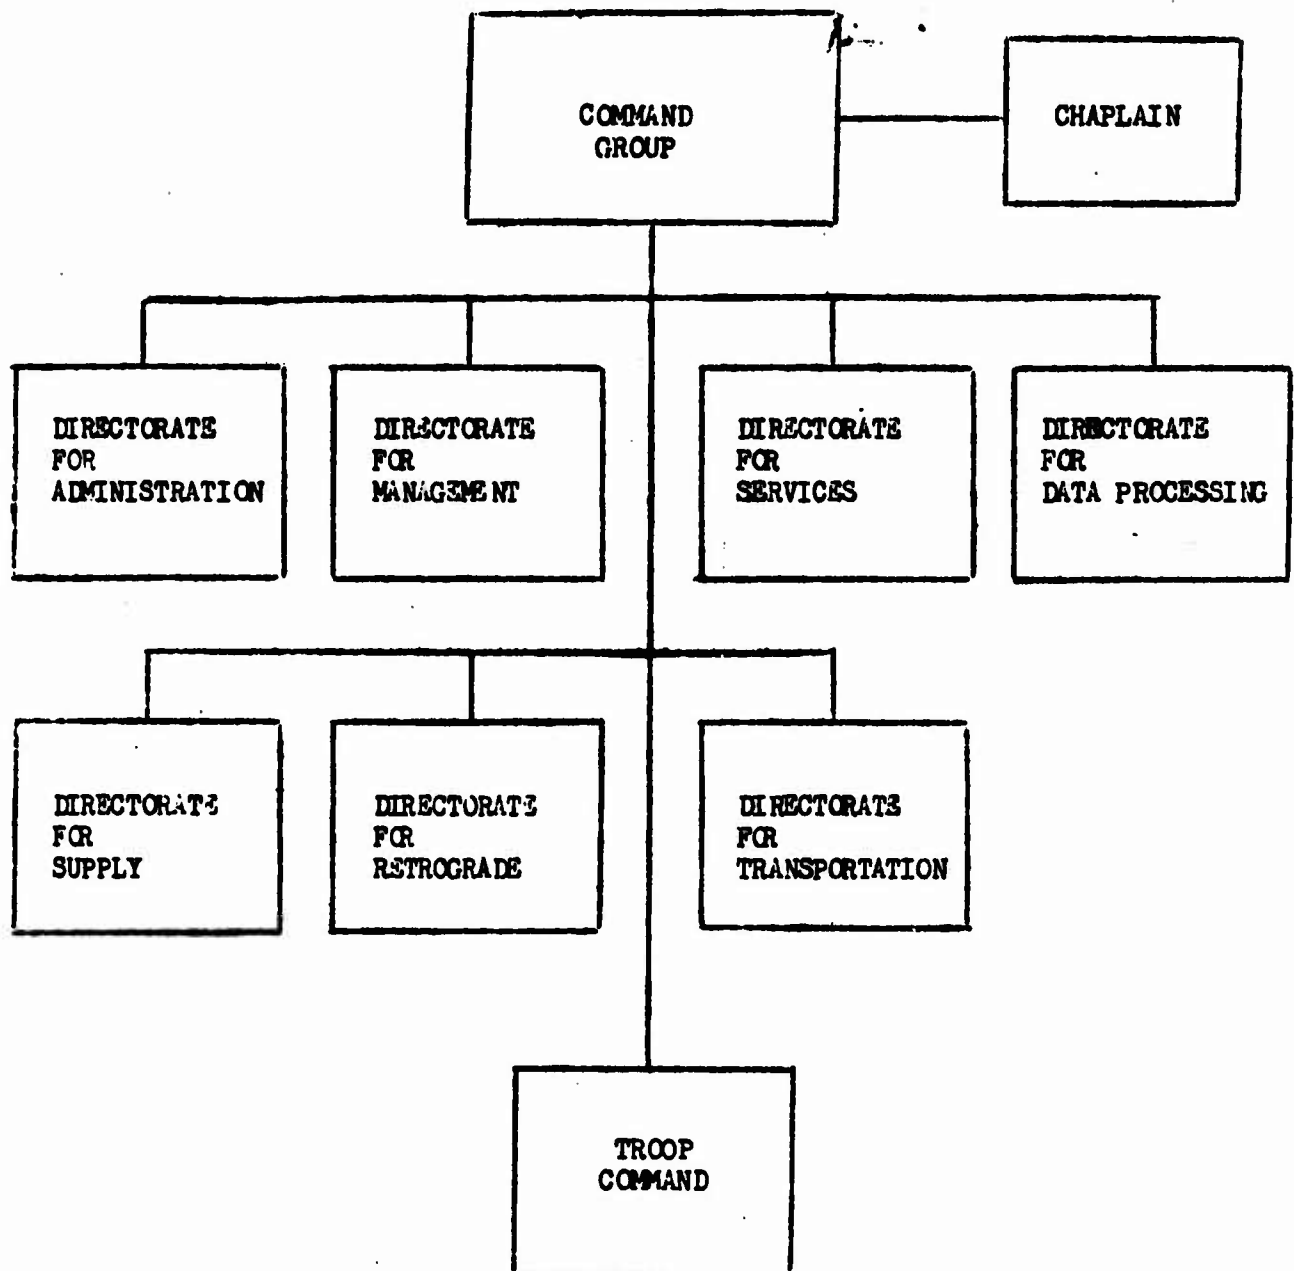 COMMAND
GROUP
CHAPLAIN
DIRECTORATE
FOR
ADMINISTRATION
DIRECTORATE
FOR
MANAGEMENT
DIRECTORATE
FOR
SERVICES
DIRECTORATE
FOR
DATA PROCESSING
DIRECTORATE
FOR
SUPPLY
DIRECTORATE
FOR
RETROGRADE
DIRECTORATE
FOR
TRANSPORTATION
TROOP
COMMAND